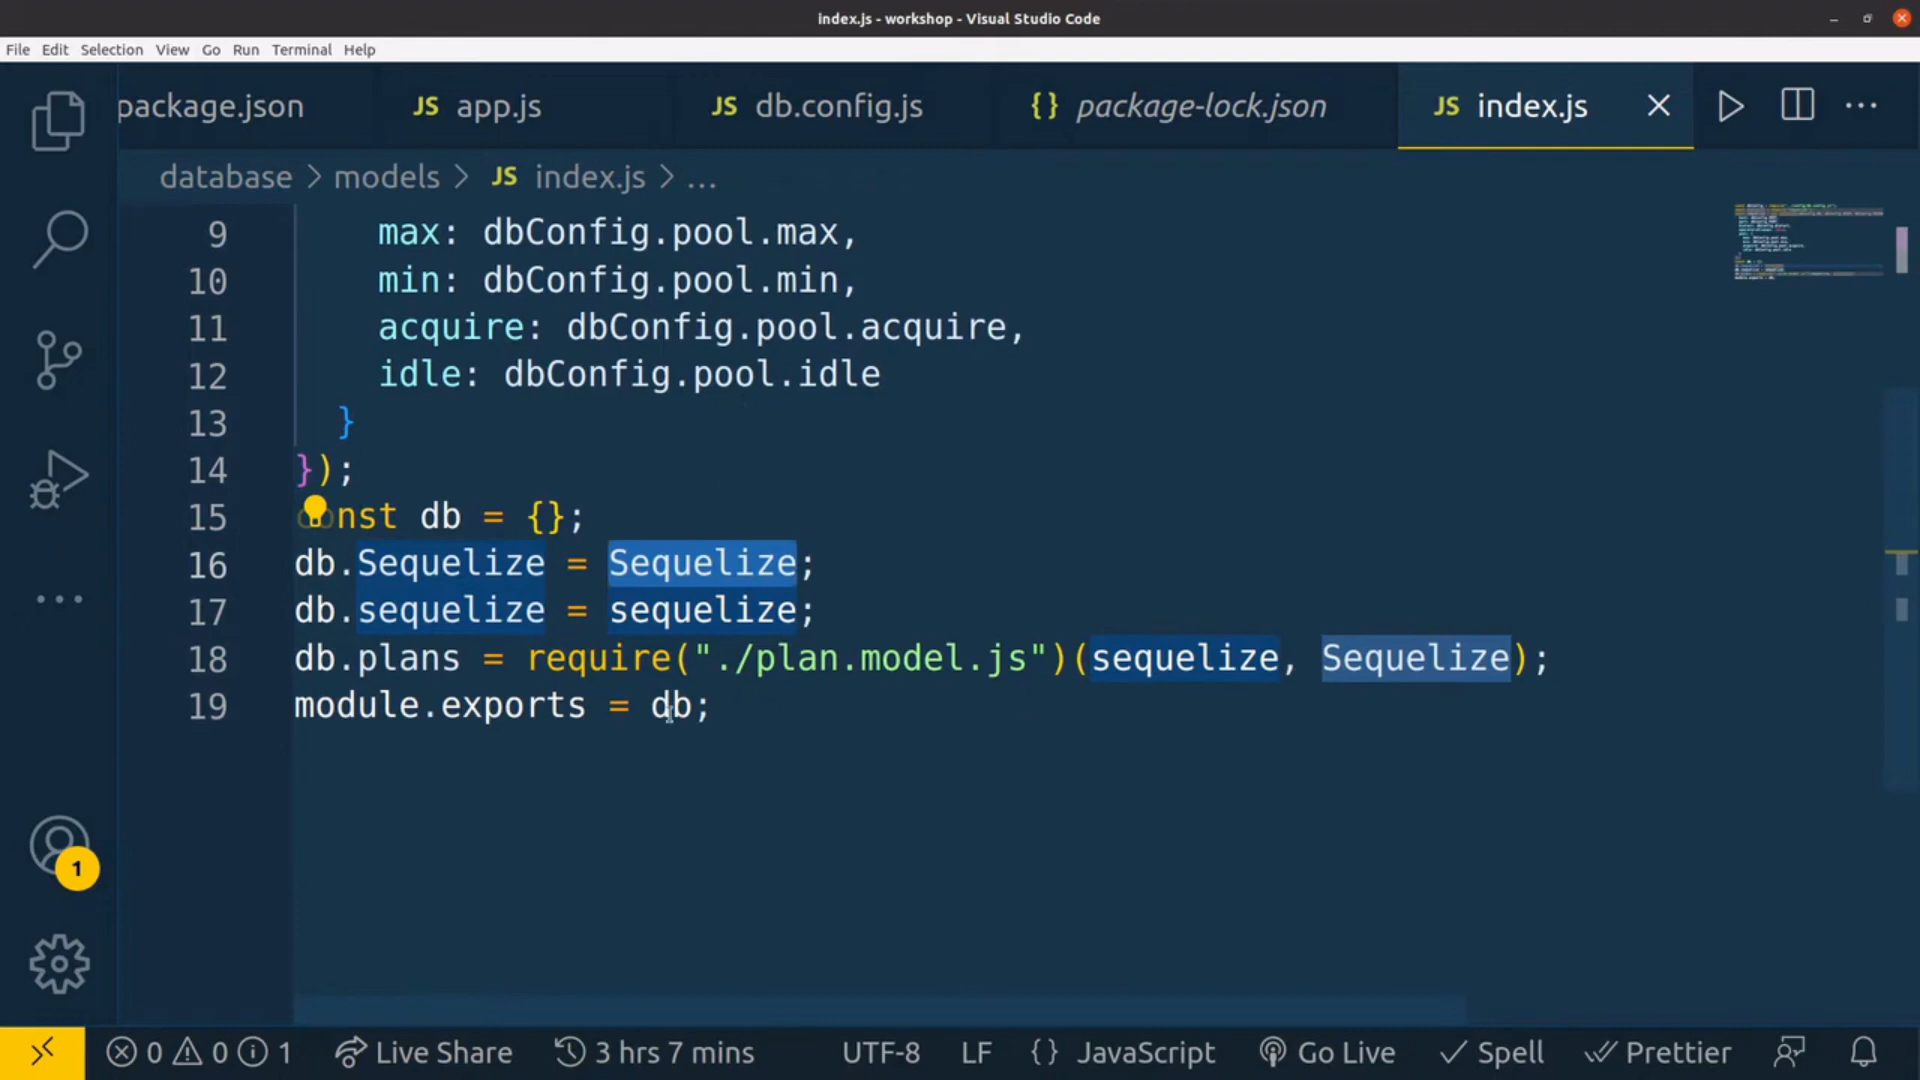 index.js - workshop - Visual Studio Code
File Edit Selection View Go Run Terminal Help
package.json JS app.js JS db.config.js {} package-lock.json JS index.js
database > models > JS index.js > ...
9 max: dbConfig.pool.max,
10 min: dbConfig.pool.min,
11 acquire: dbConfig.pool.acquire,
12 idle: dbConfig.pool.idle
13 }
14 });
15 const db = {};
16 db.Sequelize = Sequelize;
17 db.sequelize = sequelize;
18 db.plans = require("./plan.model.js")(sequelize, Sequelize);
19 module.exports = db;
1
0 0 1 Live Share 3 hrs 7 mins UTF-8 LF {} JavaScript Go Live Spell Prettier